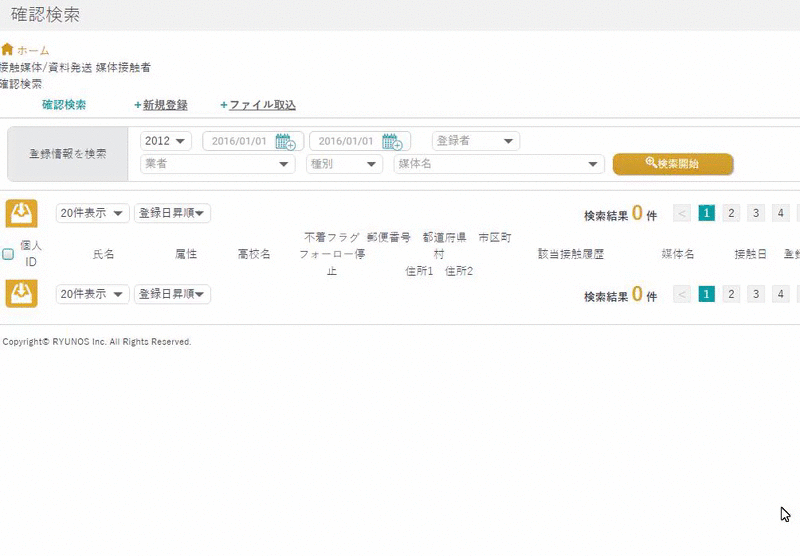 確認検索
ホーム
接触媒体/資料発送 媒体接触者
確認検索
確認検索 +新規登録 +ファイル取込
登録情報を検索
2012 2016/01/01 2016/01/01 登録者
業者 種別 媒体名 検索開始
20件表示 登録日昇順 検索結果 0 件 < 1 2 3 4
個人ID 氏名 属性 高校名 不着フラグ フォーロー停止 郵便番号 都道府県 市区町村 住所1 住所2 該当接触履歴 媒体名 接触日 登録
20件表示 登録日昇順 検索結果 0 件 < 1 2 3 4
Copyright© RYUNOS Inc. All Rights Reserved.